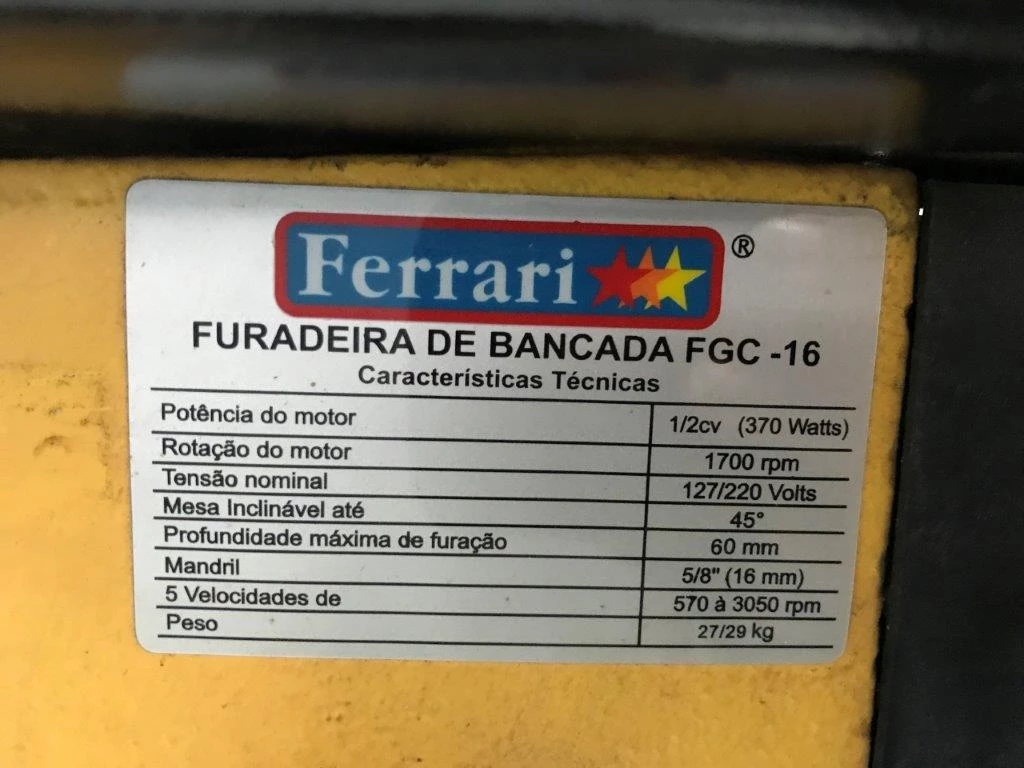 Ferrari ®
FURADEIRA DE BANCADA FGC -16
Características Técnicas
Potência do motor 1/2cv (370 Watts)
Rotação do motor 1700 rpm
Tensão nominal 127/220 Volts
Mesa Inclinável até 45°
Profundidade máxima de furação 60 mm
Mandril 5/8" (16 mm)
5 Velocidades de 570 à 3050 rpm
Peso 27/29 kg